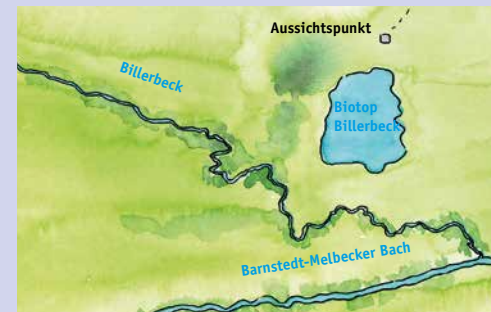 Aussichtspunkt
Billerbeck
Biotop
Billerbeck
Barnstedt-Melbecker Bach